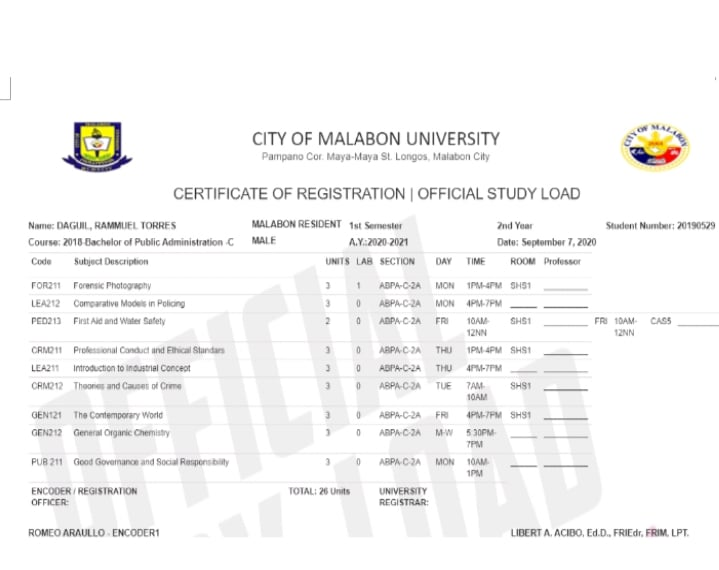 CITY OF MALABON UNIVERSITY
Pampano Cor. Maya-Maya St. Longos, Malabon City
CERTIFICATE OF REGISTRATION | OFFICIAL STUDY LOAD
Name: DAGUIL, RAMMUEL TORRES MALABON RESIDENT 1st Semester 2nd Year Student Number: 20190529
Course: 2018-Bachelor of Public Administration -C MALE A.Y.:2020-2021 Date: September 7, 2020
Code Subject Description UNITS LAB SECTION DAY TIME ROOM Professor
FOR211 Forensic Photography 3 1 ABPA-C-2A MON 1PM-4PM SHS1
LEA212 Comparative Models in Policing 3 0 ABPA-C-2A MON 4PM-7PM
PED213 First Aid and Water Safety 2 0 ABPA-C-2A FRI 10AM- SHS1 FRI 10AM- CAS5
12NN 12NN
CRM211 Professional Conduct and Ethical Standars 3 0 ABPA-C-2A THU 1PM-4PM SHS1
LEA211 Introduction to Industrial Concept 3 0 ABPA-C-2A THU 4PM-7PM
CRM212 Theories and Causes of Crime 3 0 ABPA-C-2A TUE 7AM- SHS1
10AM
GEN121 The Contemporary World 3 0 ABPA-C-2A FRI 4PM-7PM SHS1
GEN212 General Organic Chemistry 3 0 ABPA-C-2A M-W 5:30PM-
7PM
PUB 211 Good Governance and Social Responsibility 3 0 ABPA-C-2A MON 10AM-
1PM
ENCODER / REGISTRATION TOTAL: 26 Units UNIVERSITY
OFFICER: REGISTRAR:
ROMEO ARAULLO - ENCODER1 LIBERT A. ACIBO, Ed.D., FRIEdr, FRIM, LPT.
OFFICIAL
LOAD
CITY OF MALABON